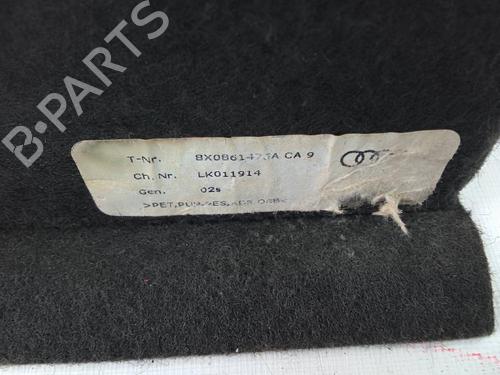 B-PARTS
T-Nr. 8X0861473A CA 9
Ch. Nr. LK011914
Gen. 02s